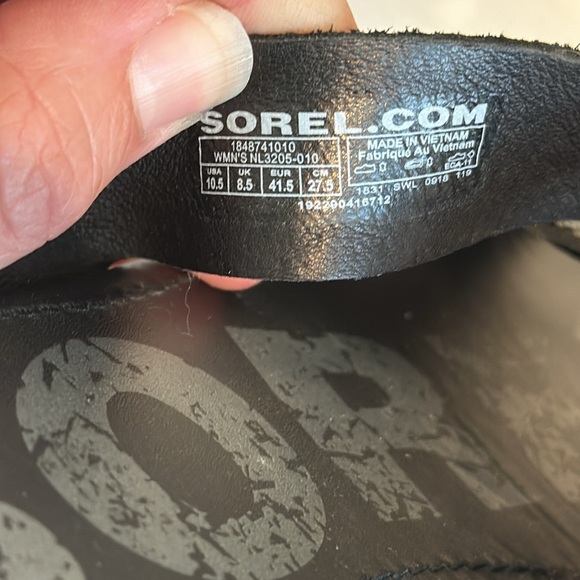 SOREL.COM
1848741010
WMN'S NL3205-010
USA UK EUR CM
10.5 8.5 41.5 27.5
MADE IN VIETNAM
Fabriqué Au Vietnam
1831 SWL 0918 119
192290416712
OR